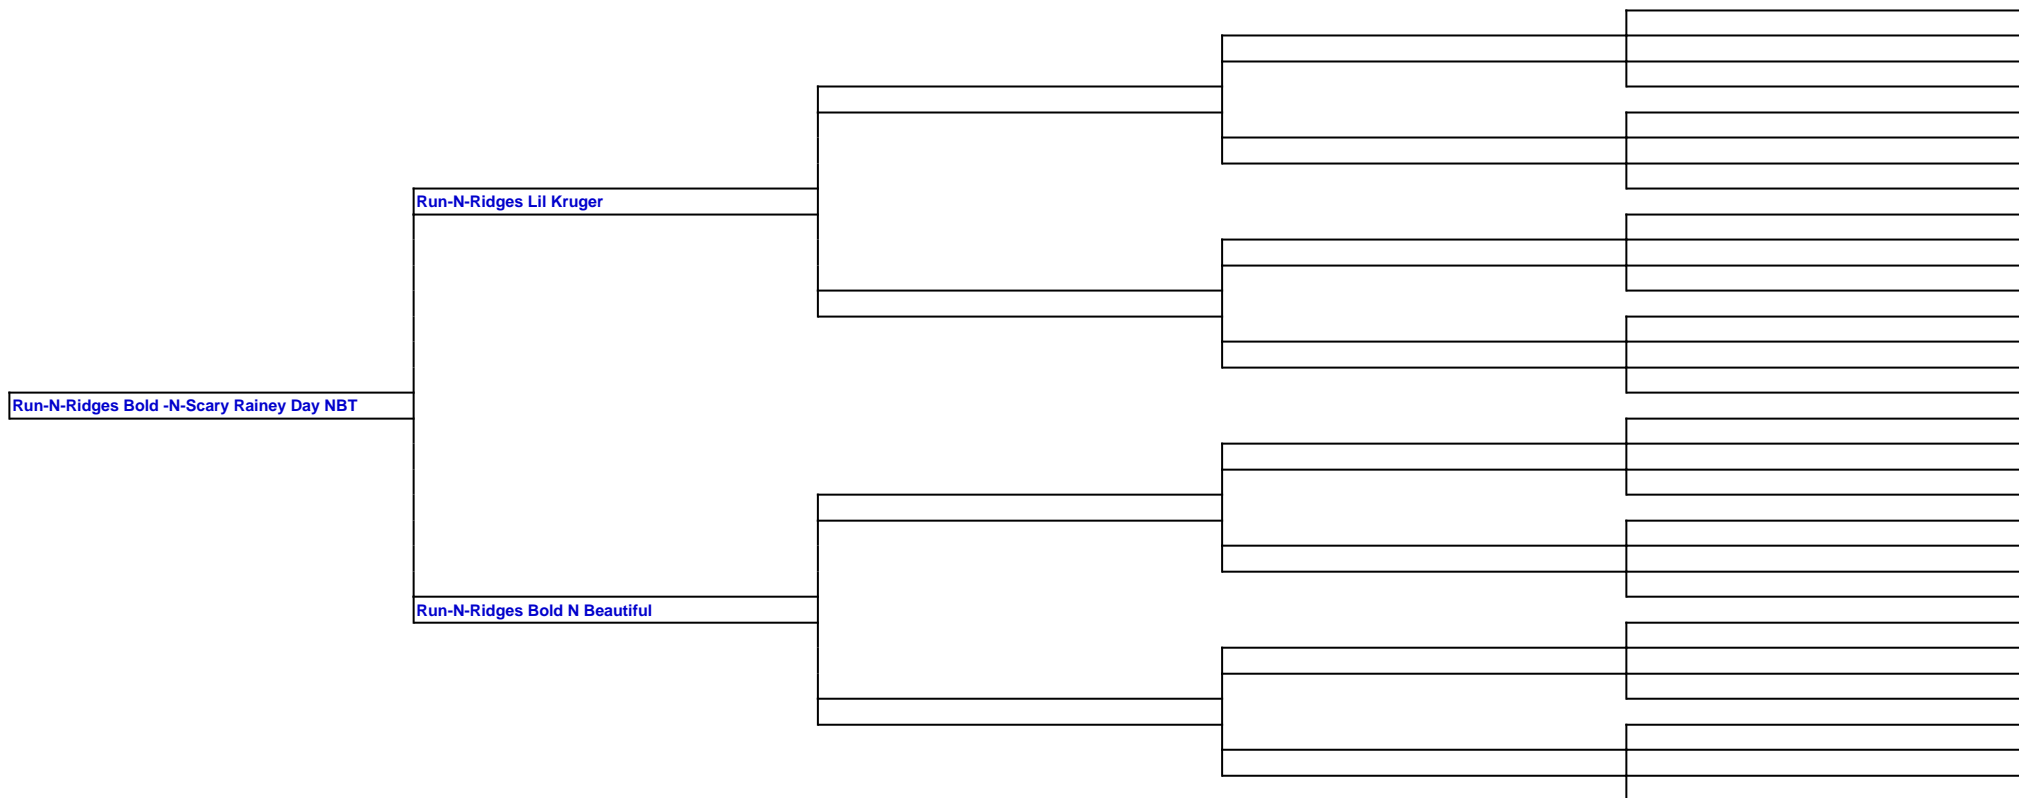 Run-N-Ridges Lil Kruger
Run-N-Ridges Bold -N-Scary Rainey Day NBT
Run-N-Ridges Bold N Beautiful